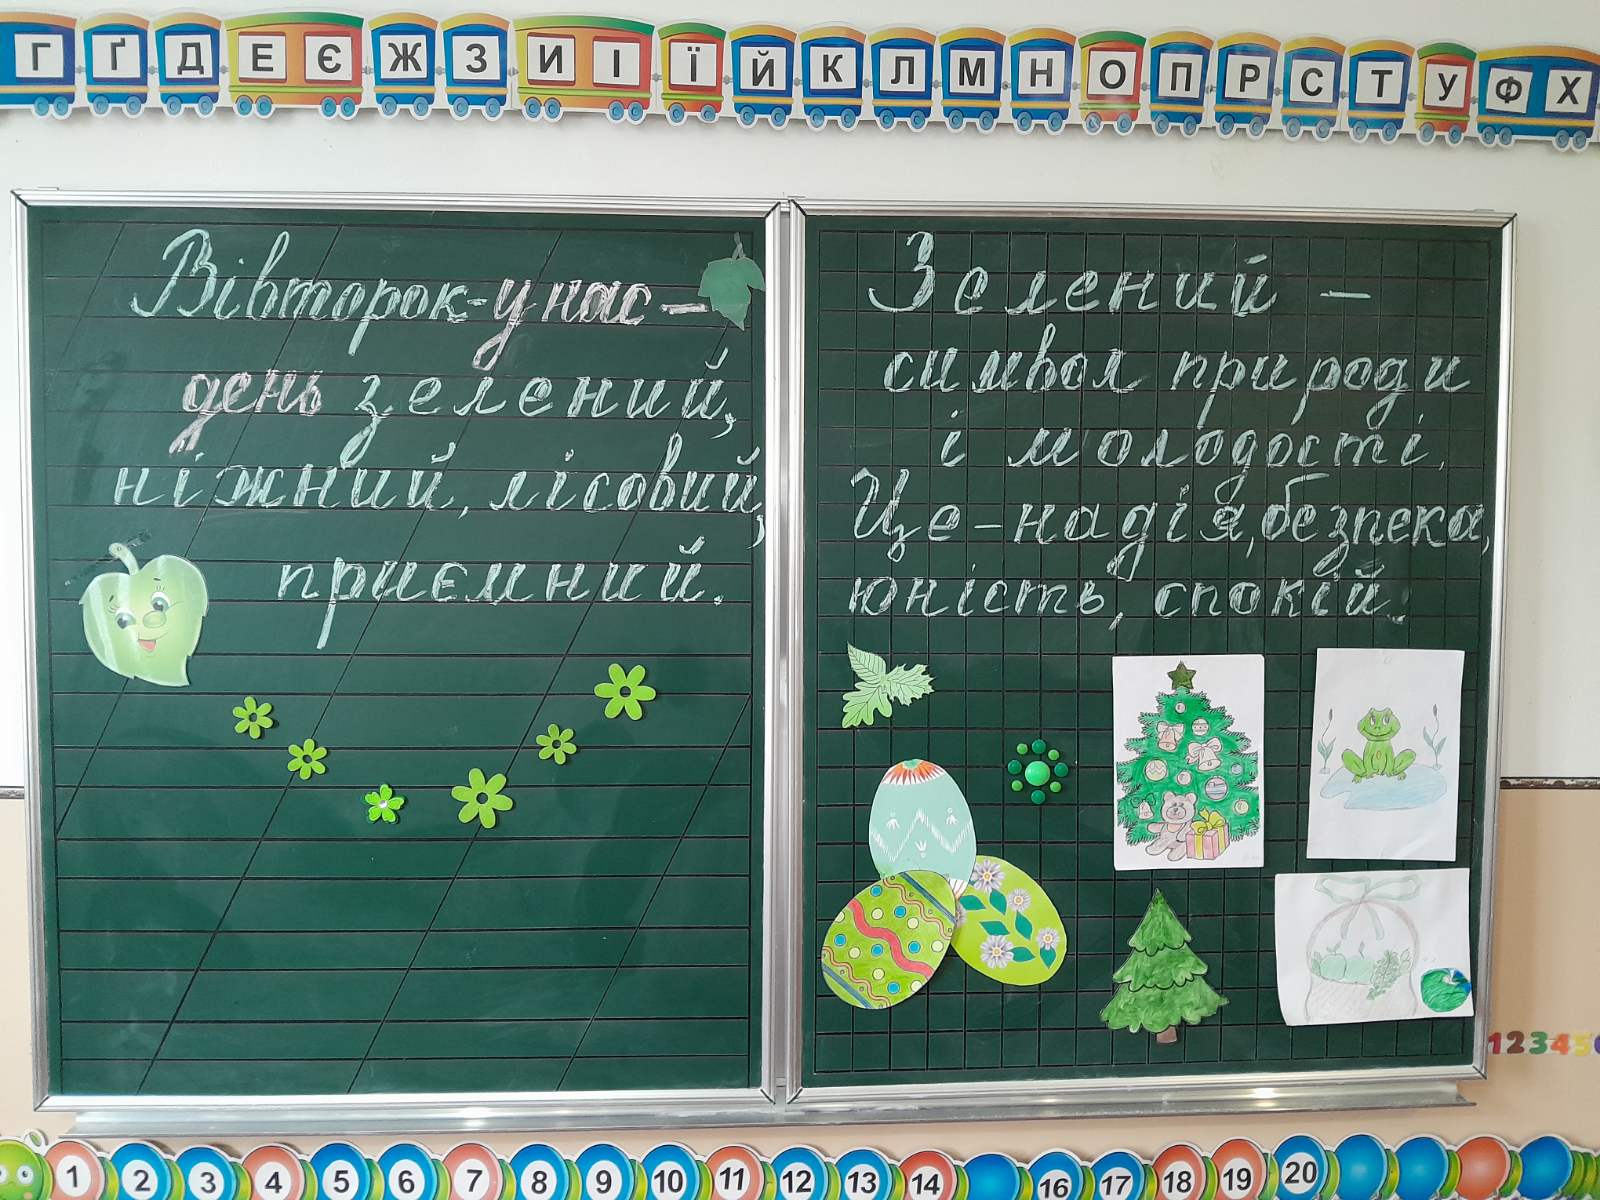 Г Ґ Д Е Є Ж З И І Ї Й К Л М Н О П Р С Т У Ф Х
Вівторок-у нас –
день зелений,
ніжний, лісовий,
приємний.
Зелений –
символ природи
і молодості.
Це – надія, безпека,
юність, спокій.
12345
1 2 3 4 5 6 7 8 9 10 11 12 13 14 16 17 18 19 20